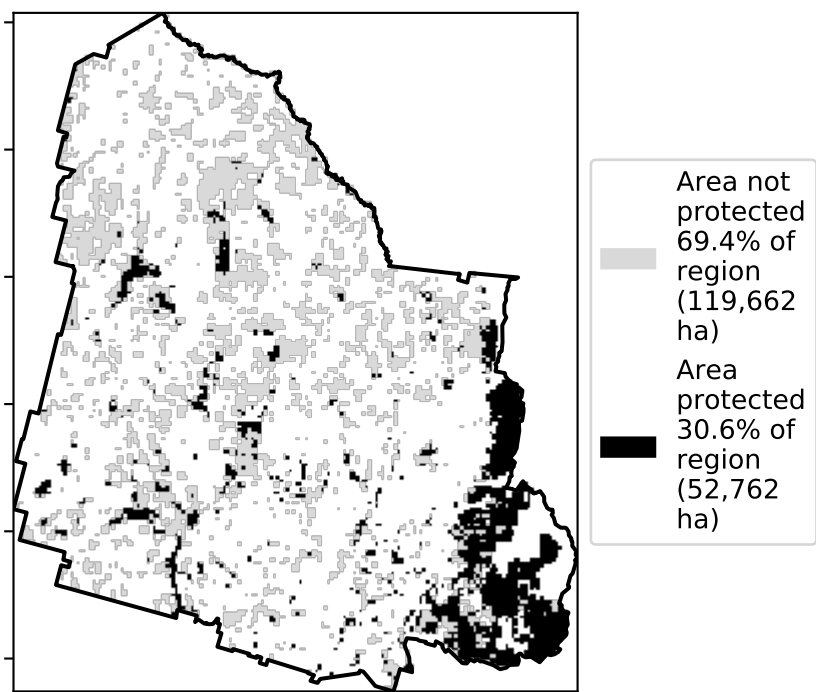 Area not
protected
69.4% of
region
(119,662
ha)
Area
protected
30.6% of
region
(52,762
ha)